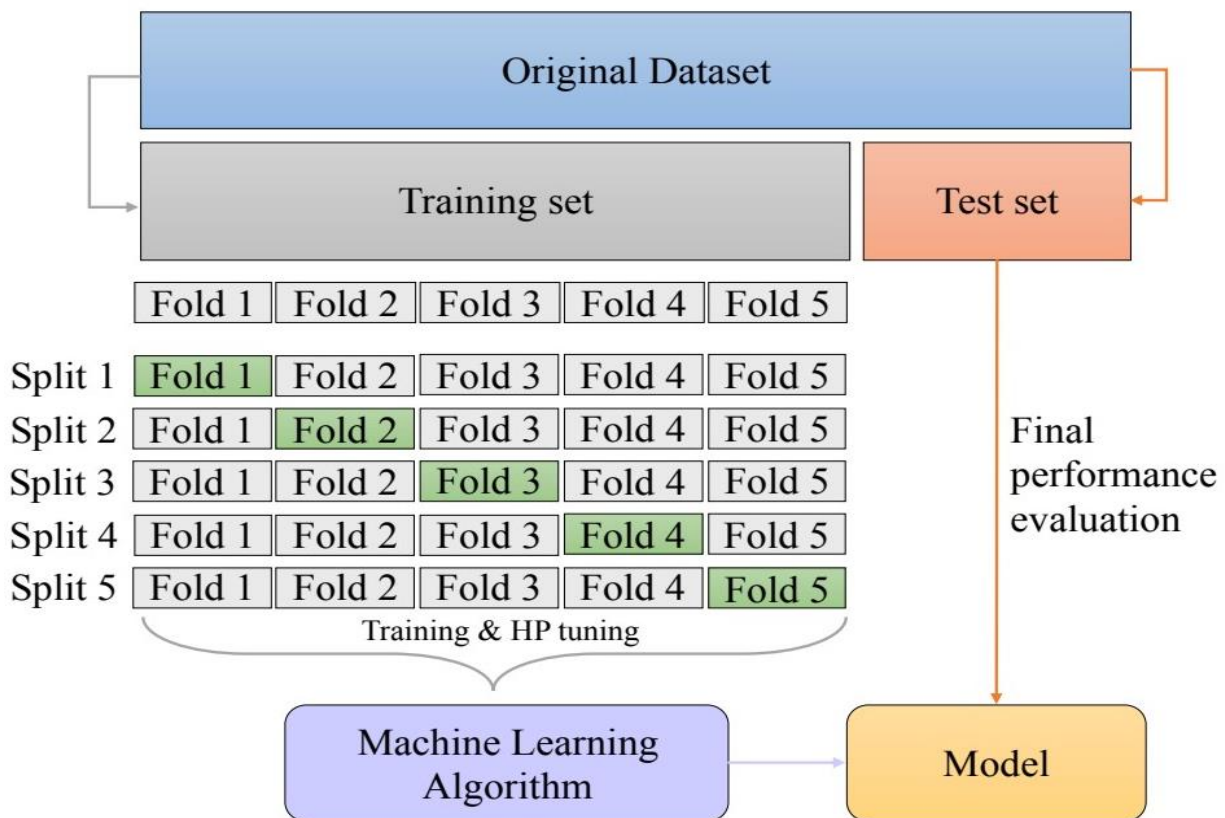 Original Dataset
Training set
Test set
Fold 1 Fold 2 Fold 3 Fold 4 Fold 5
Split 1 Fold 1 Fold 2 Fold 3 Fold 4 Fold 5
Split 2 Fold 1 Fold 2 Fold 3 Fold 4 Fold 5
Split 3 Fold 1 Fold 2 Fold 3 Fold 4 Fold 5
Split 4 Fold 1 Fold 2 Fold 3 Fold 4 Fold 5
Split 5 Fold 1 Fold 2 Fold 3 Fold 4 Fold 5
Training & HP tuning
Final
performance
evaluation
Machine Learning
Algorithm
Model